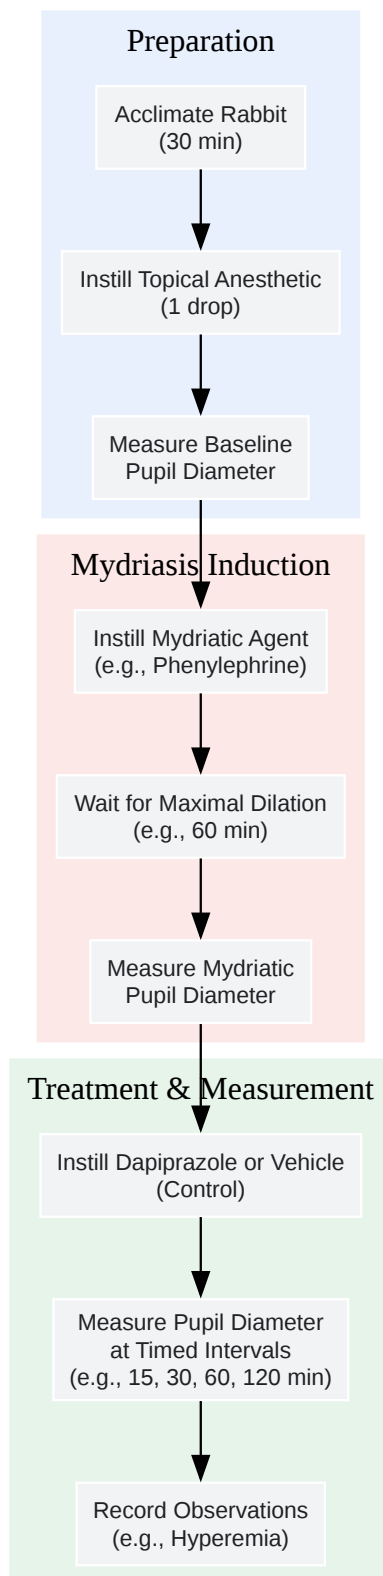 Preparation
Acclimate Rabbit
(30 min)
Instill Topical Anesthetic
(1 drop)
Measure Baseline
Pupil Diameter
Mydriasis Induction
Instill Mydriatic Agent
(e.g., Phenylephrine)
Wait for Maximal Dilation
(e.g., 60 min)
Measure Mydriatic
Pupil Diameter
Treatment & Measurement
Instill Dapiprazole or Vehicle
(Control)
Measure Pupil Diameter
at Timed Intervals
(e.g., 15, 30, 60, 120 min)
Record Observations
(e.g., Hyperemia)